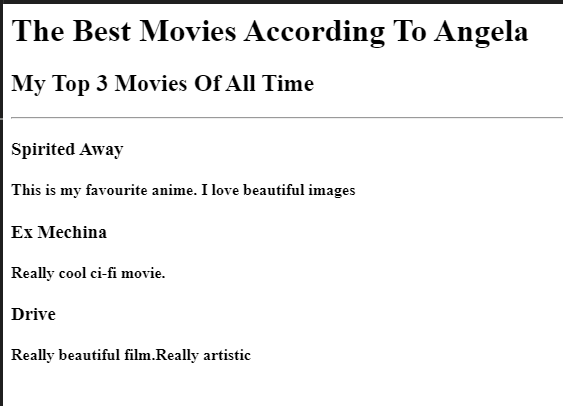 The Best Movies According To Angela
My Top 3 Movies Of All Time
Spirited Away
This is my favourite anime. I love beautiful images
Ex Mechina
Really cool ci-fi movie.
Drive
Really beautiful film.Really artistic